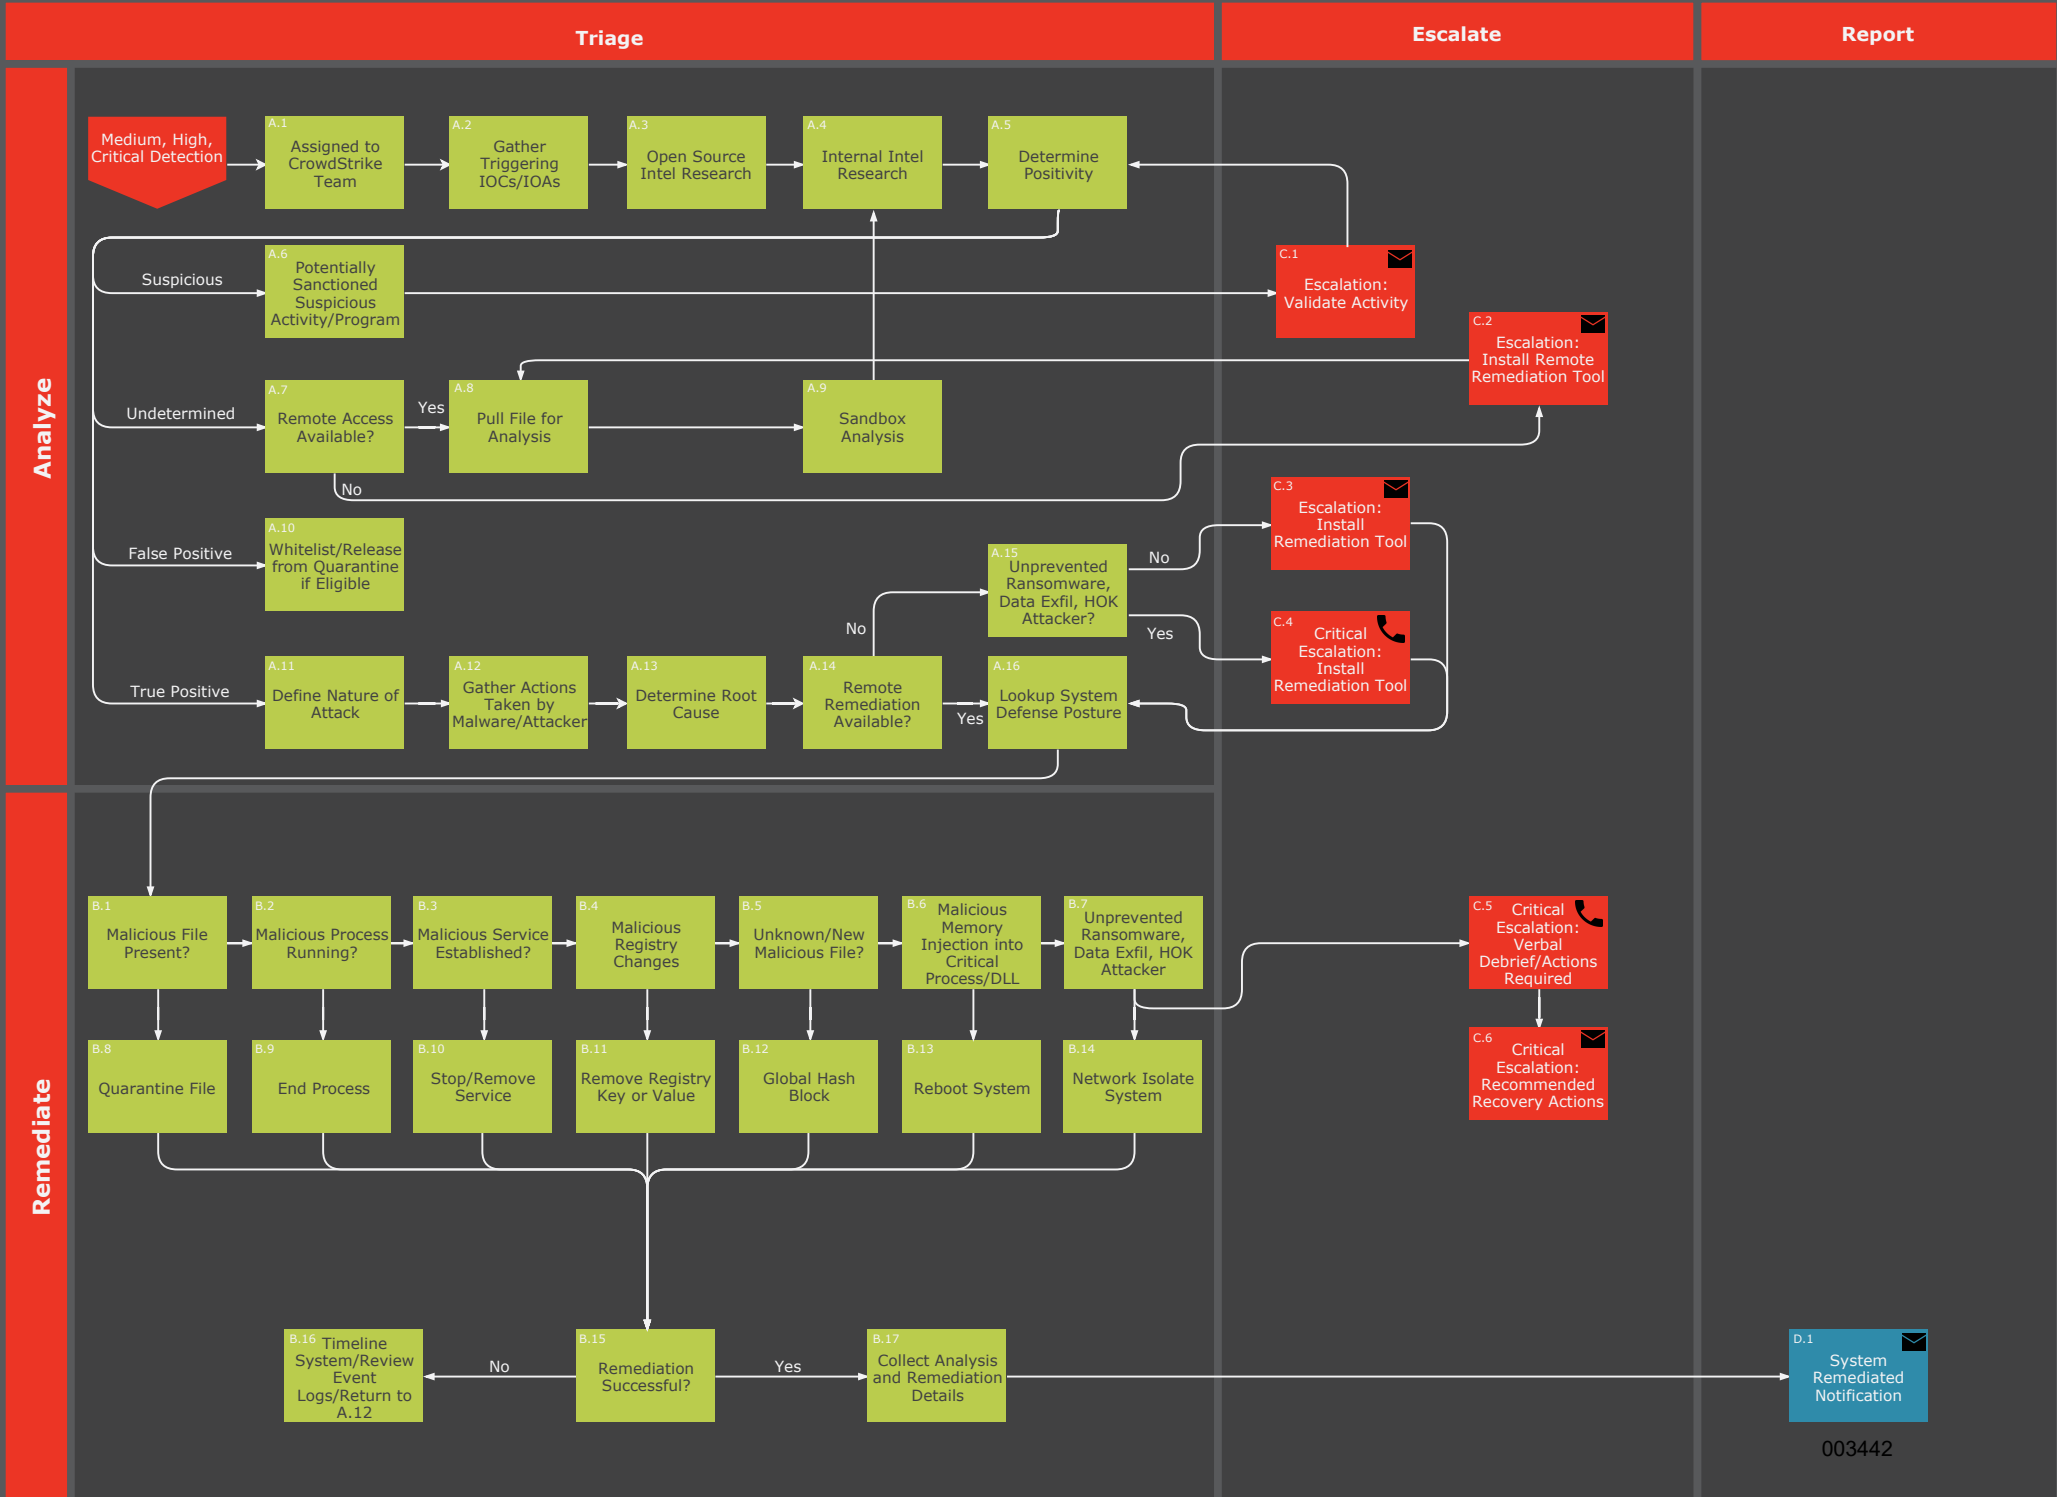 Triage
Escalate
Report
Analyze
Medium, High,
Critical Detection
A.1
Assigned to
CrowdStrike
Team
A.2
Gather
Triggering
IOCs/IOAs
A.3
Open Source
Intel Research
A.4
Internal Intel
Research
A.5
Determine
Positivity
Suspicious
A.6
Potentially
Sanctioned
Suspicious
Activity/Program
C.1
Escalation:
Validate Activity
C.2
Escalation:
Install Remote
Remediation Tool
Undetermined
A.7
Remote Access
Available?
Yes
No
A.8
Pull File for
Analysis
A.9
Sandbox
Analysis
False Positive
A.10
Whitelist/Release
from Quarantine
if Eligible
A.15
Unprevented
Ransomware,
Data Exfil, HOK
Attacker?
No
Yes
C.3
Escalation:
Install
Remediation Tool
C.4
Critical
Escalation:
Install
Remediation Tool
True Positive
A.11
Define Nature of
Attack
A.12
Gather Actions
Taken by
Malware/Attacker
A.13
Determine Root
Cause
A.14
Remote
Remediation
Available?
No
Yes
A.16
Lookup System
Defense Posture
Remediate
B.1
Malicious File
Present?
B.2
Malicious Process
Running?
B.3
Malicious Service
Established?
B.4
Malicious
Registry
Changes
B.5
Unknown/New
Malicious File?
B.6
Malicious
Memory
Injection into
Critical
Process/DLL
B.7
Unprevented
Ransomware,
Data Exfil, HOK
Attacker
C.5
Critical
Escalation:
Verbal
Debrief/Actions
Required
B.8
Quarantine File
B.9
End Process
B.10
Stop/Remove
Service
B.11
Remove Registry
Key or Value
B.12
Global Hash
Block
B.13
Reboot System
B.14
Network Isolate
System
C.6
Critical
Escalation:
Recommended
Recovery Actions
B.16
Timeline
System/Review
Event
Logs/Return to
A.12
No
B.15
Remediation
Successful?
Yes
B.17
Collect Analysis
and Remediation
Details
D.1
System
Remediated
Notification
003442